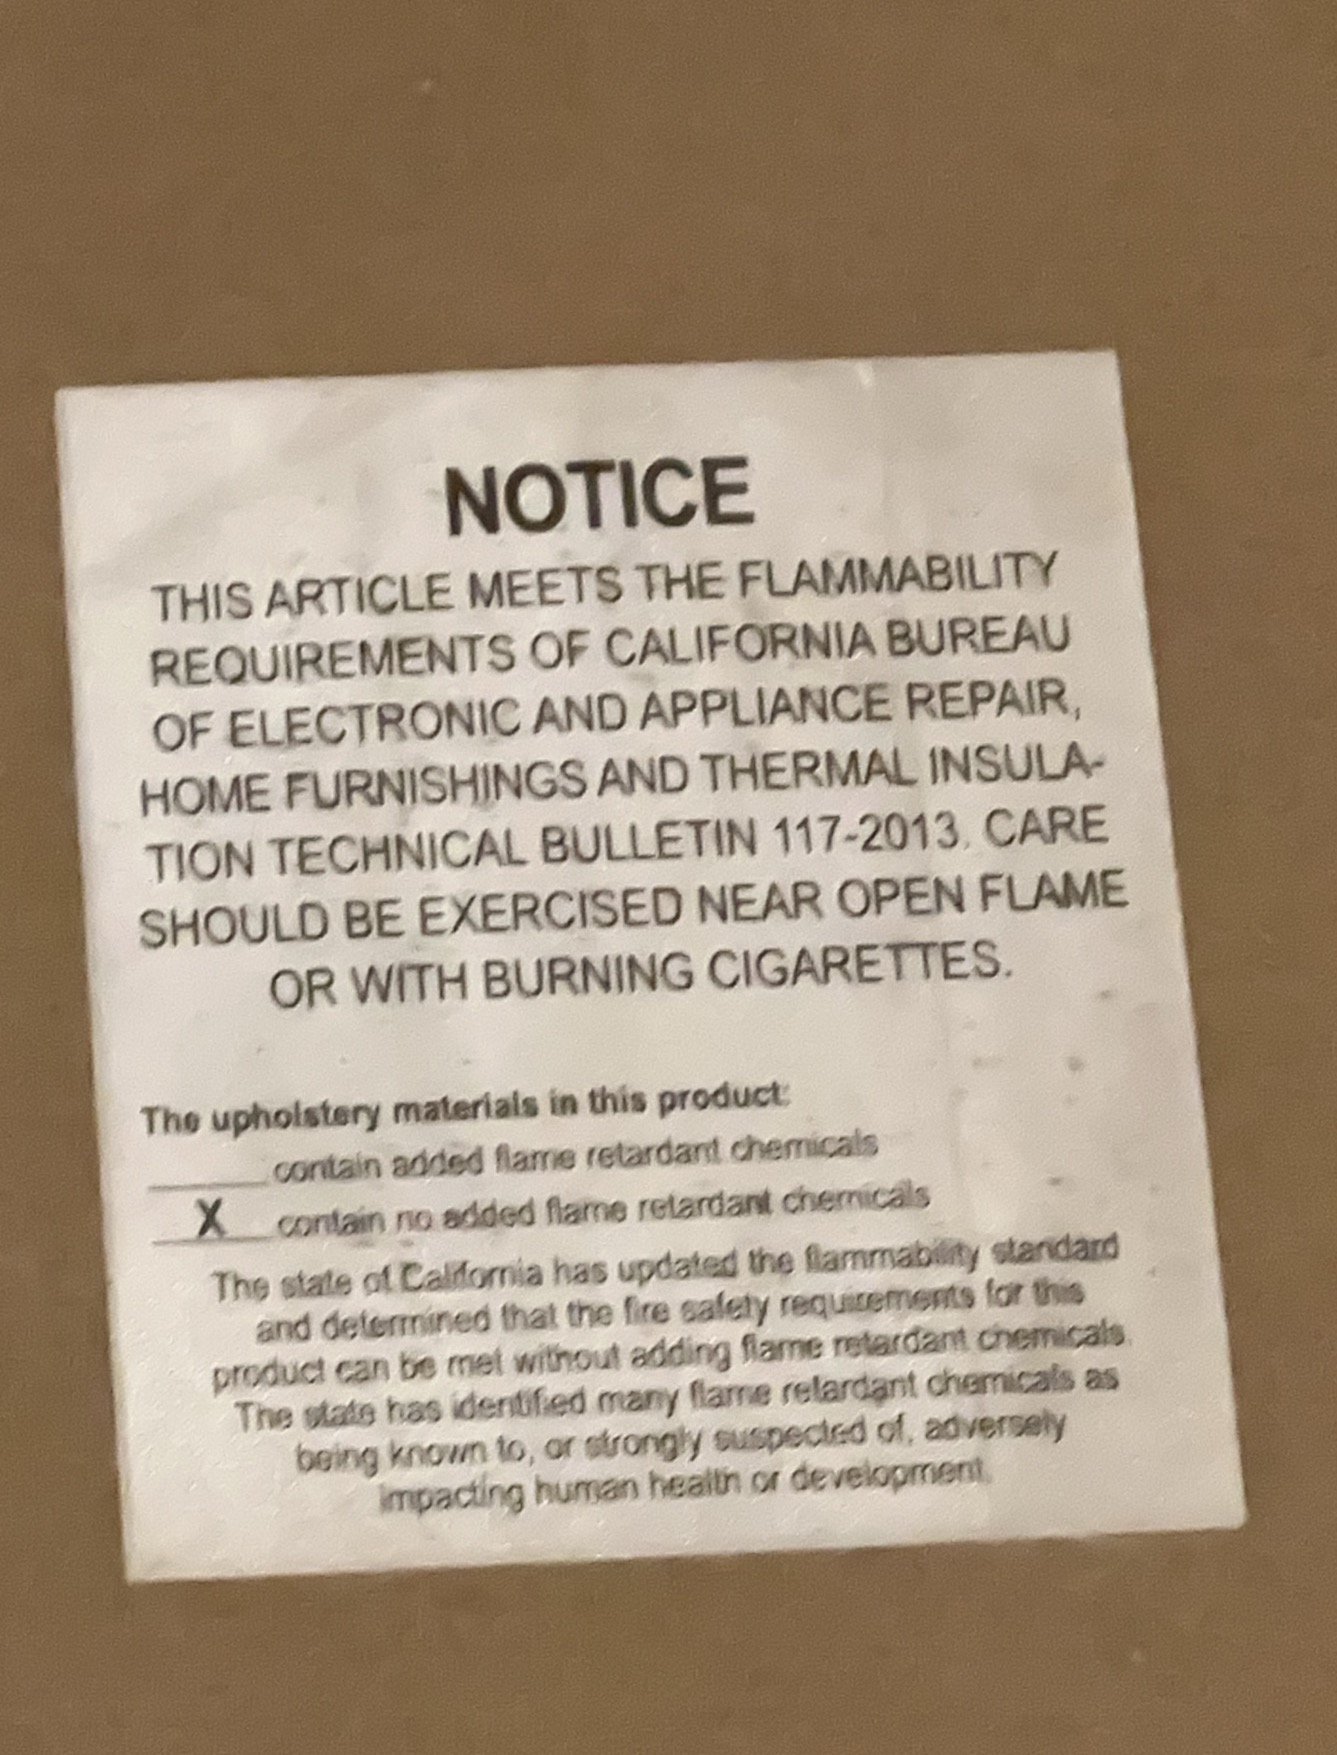 NOTICE
THIS ARTICLE MEETS THE FLAMMABILITY
REQUIREMENTS OF CALIFORNIA BUREAU
OF ELECTRONIC AND APPLIANCE REPAIR,
HOME FURNISHINGS AND THERMAL INSULA-
TION TECHNICAL BULLETIN 117-2013. CARE
SHOULD BE EXERCISED NEAR OPEN FLAME
OR WITH BURNING CIGARETTES.
The upholstery materials in this product:
______contain added flame retardant chemicals
__X__contain no added flame retardant chemicals
The state of California has updated the flammability standard
and determined that the fire safety requirements for this
product can be met without adding flame retardant chemicals.
The state has identified many flame retardant chemicals as
being known to, or strongly suspected of, adversely
impacting human health or development.